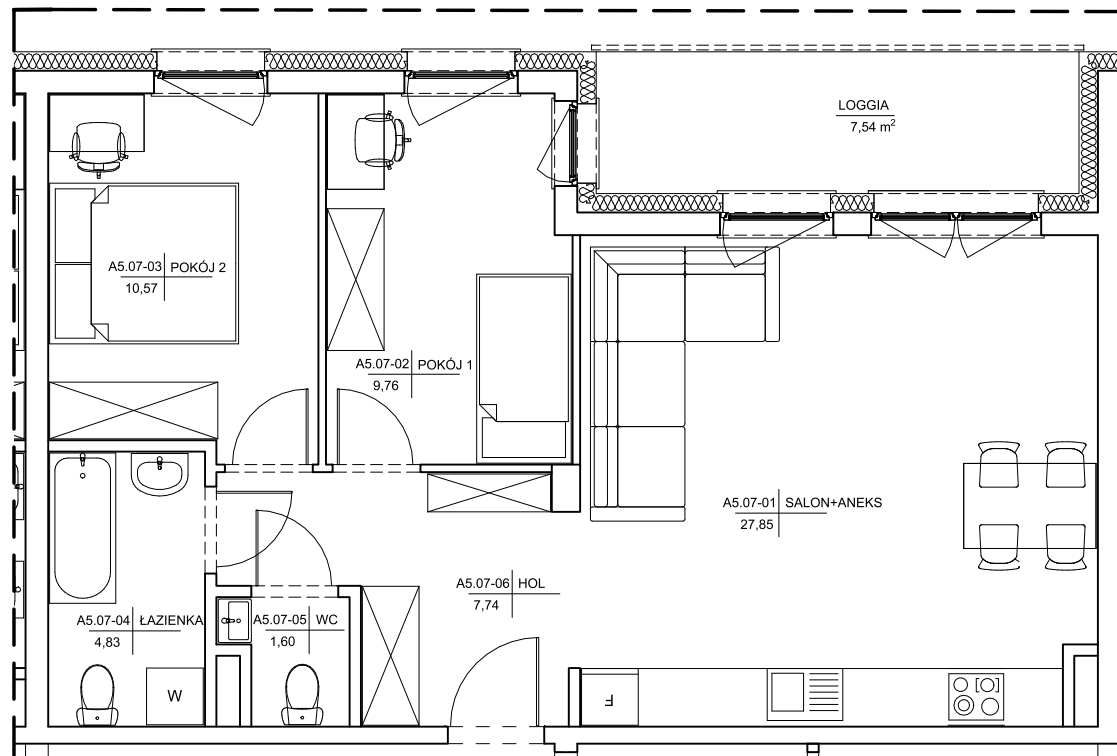 LOGGIA
7,54 m²
A5.07-03 POKÓJ 2
10,57
A5.07-02 POKÓJ 1
9,76
A5.07-01 SALON+ANEKS
27,85
A5.07-06 HOL
7,74
A5.07-04 ŁAZIENKA
4,83
A5.07-05 WC
1,60
W
F